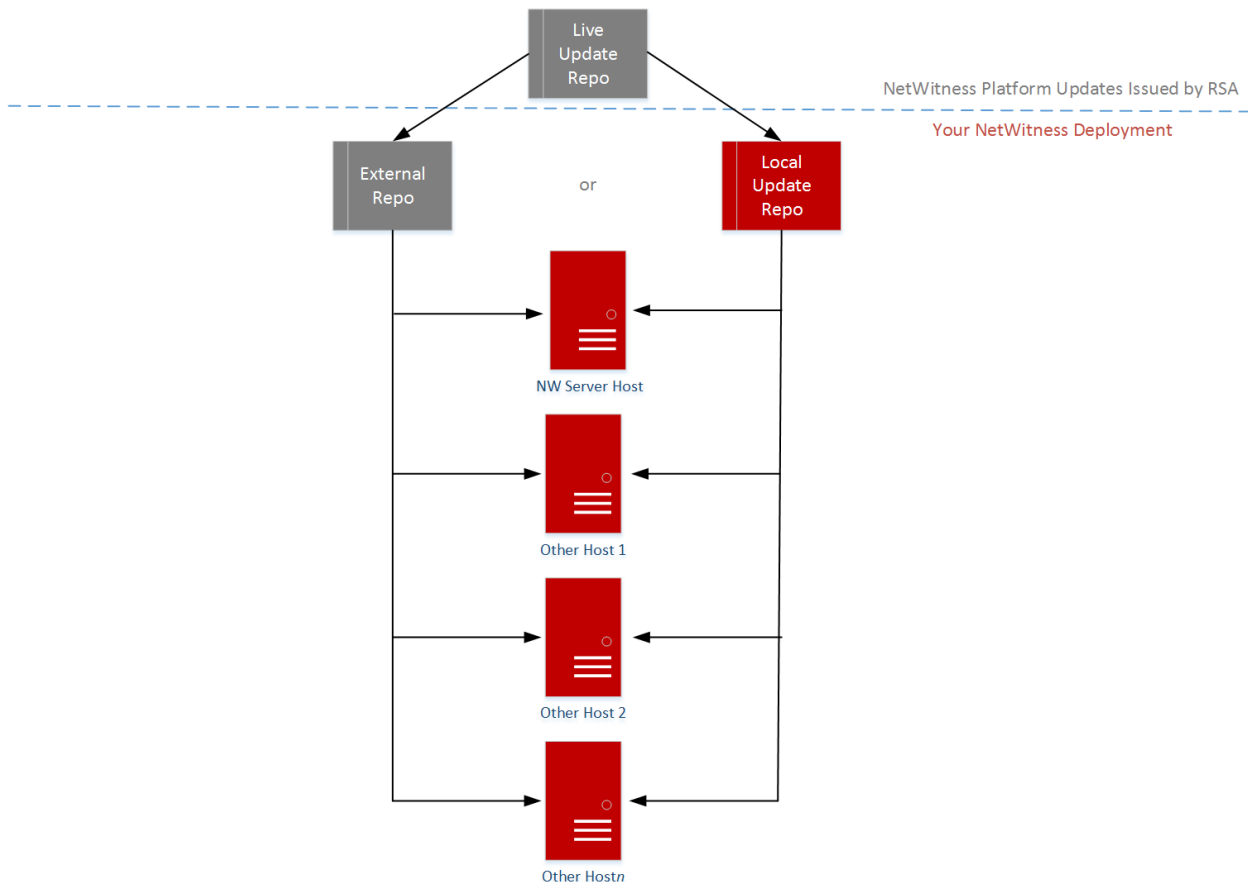 Live
Update
Repo
NetWitness Platform Updates Issued by RSA
Your NetWitness Deployment
External
Repo
or
Local
Update
Repo
NW Server Host
Other Host 1
Other Host 2
Other Hostn